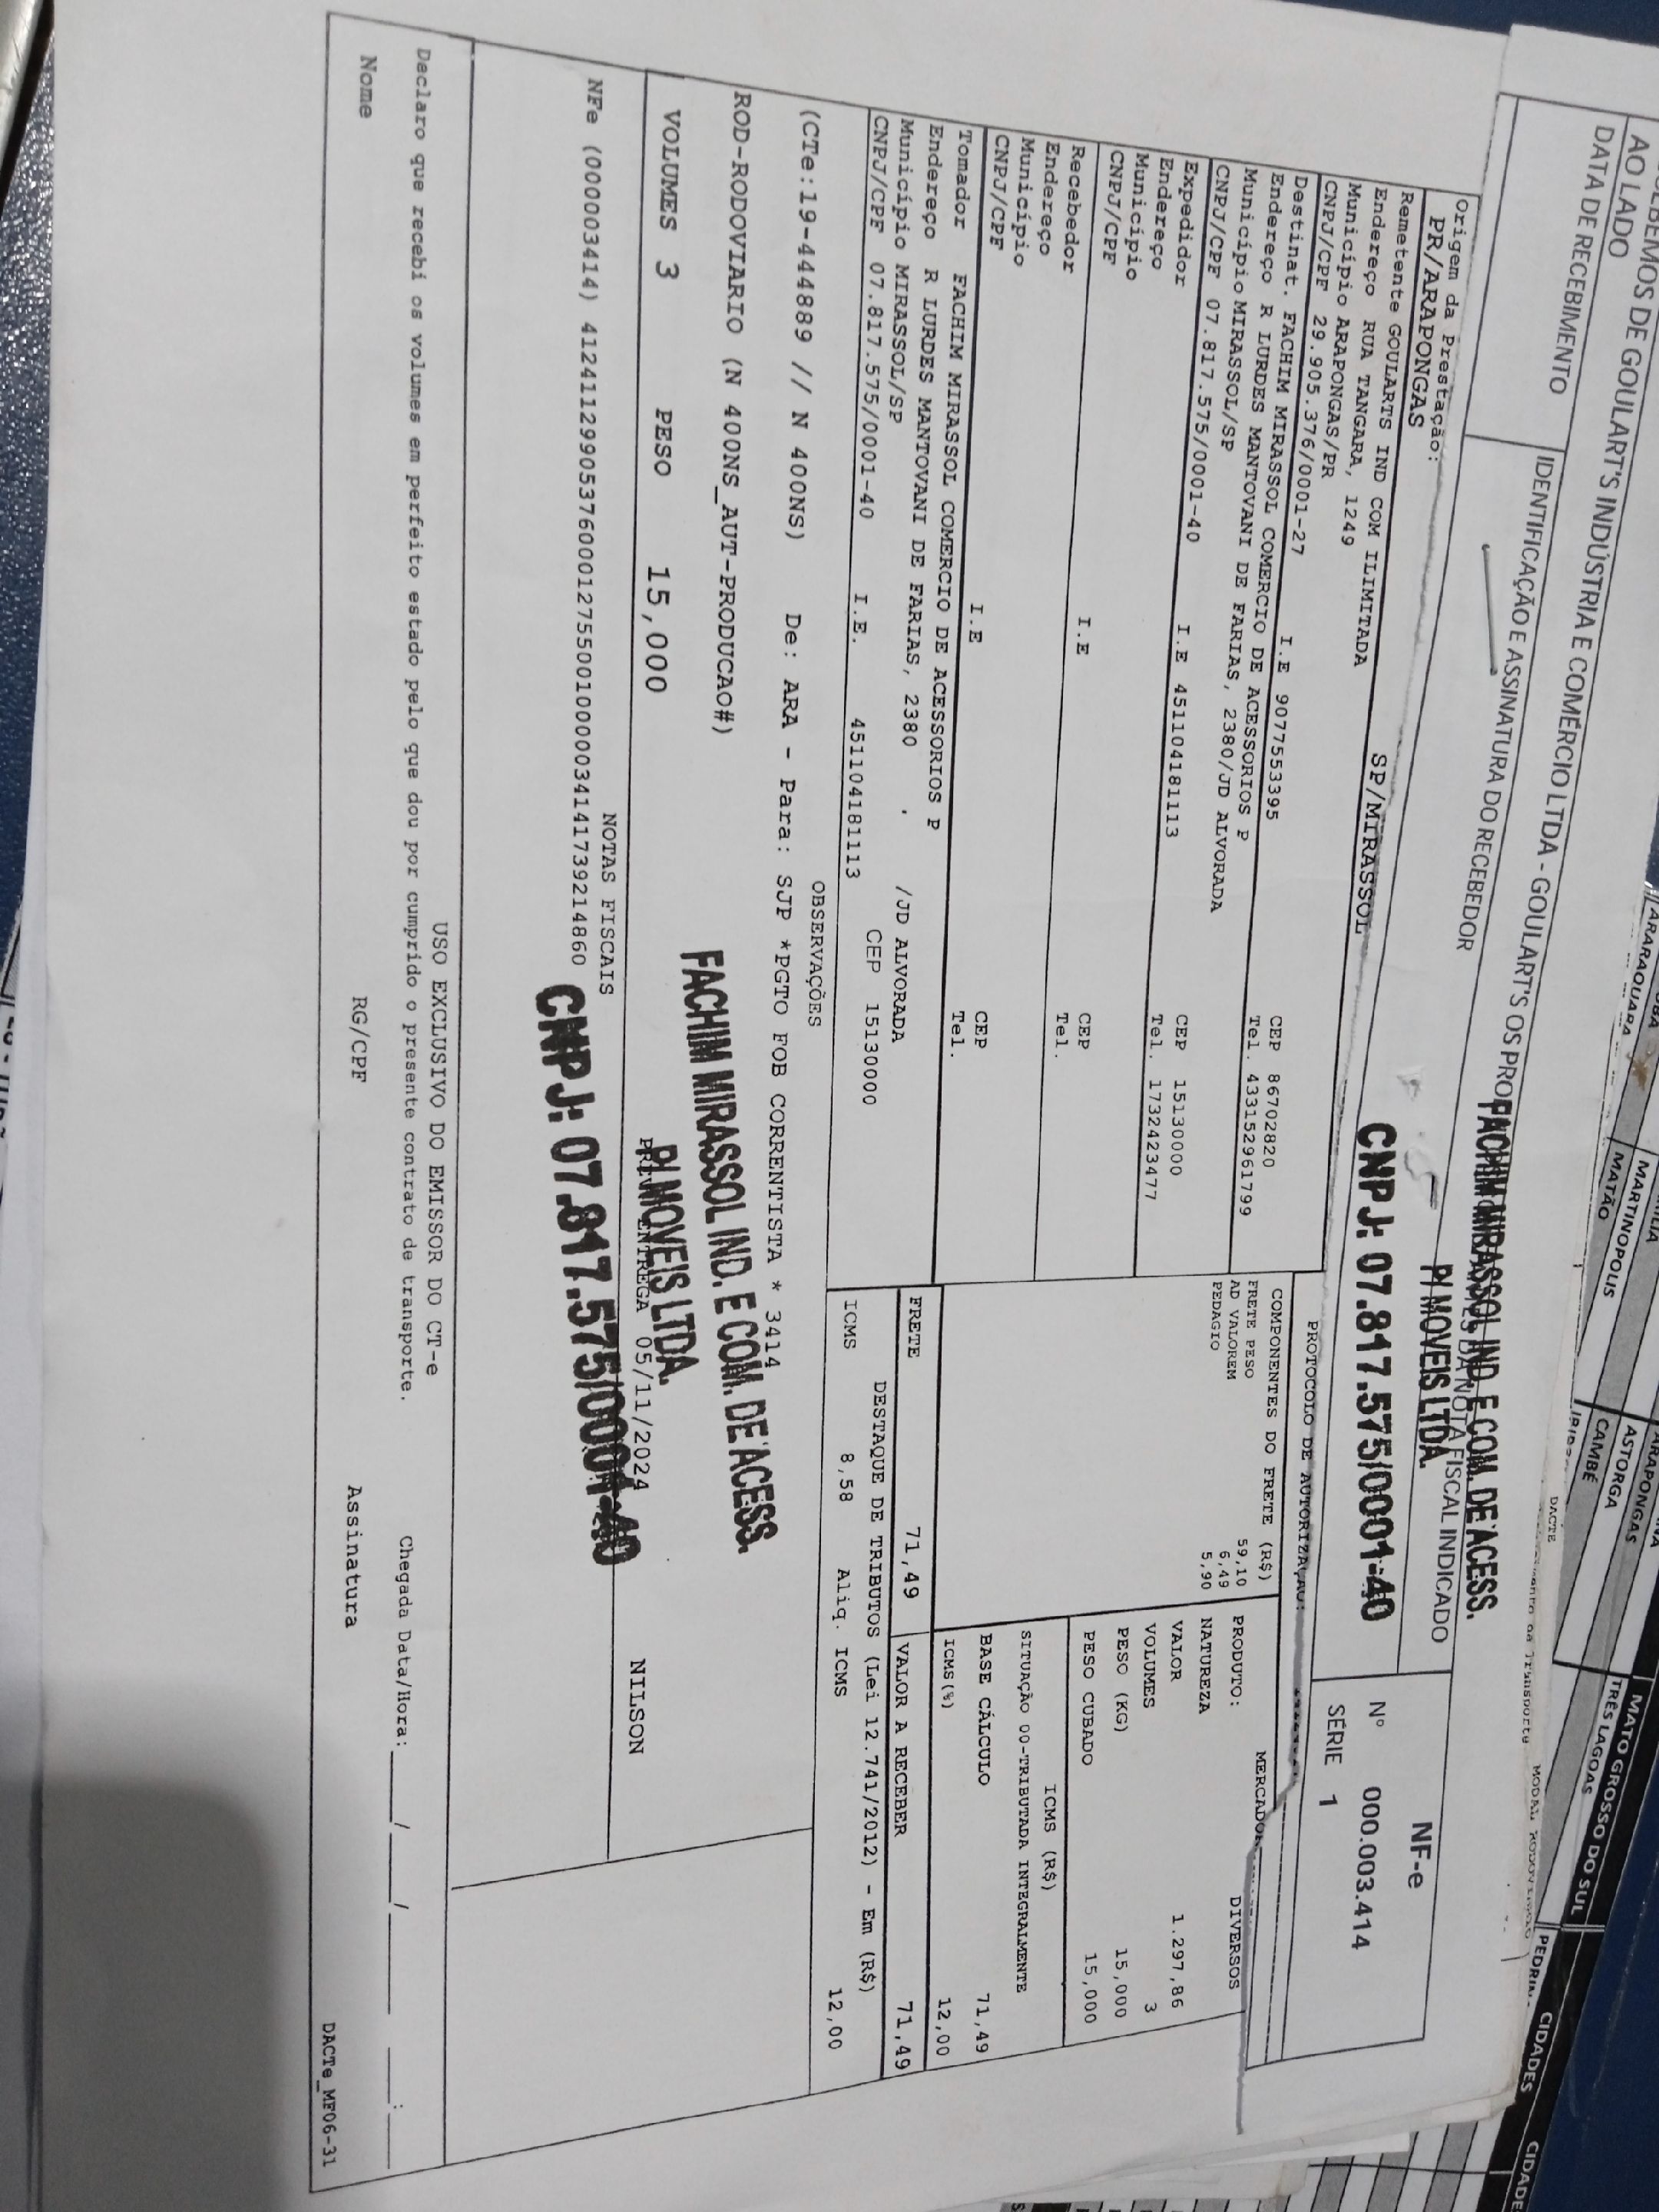 RECEBEMOS DE GOULART'S INDÚSTRIA E COMÉRCIO LTDA - GOULART'S OS PRO
AO LADO
DATA DE RECEBIMENTO
IDENTIFICAÇÃO E ASSINATURA DO RECEBEDOR
NOTA FISCAL INDICADO
FACHIM MIRASSOL IND. E COM. DE ACESS.
PI MOVEIS LTDA.
CNPJ: 07.817.575/0001-40
NF-e
Nº 000.003.414
SÉRIE 1
Origem da Prestação:
PR/ARAPONGAS
SP/MIRASSOL
Remetente GOULARTS IND COM ILIMITADA
Endereço RUA TANGARA, 1249
Município ARAPONGAS/PR CEP 86702820
CNPJ/CPF 29.905.376/0001-27 I.E 9077553395 Tel. 433152961799
Destinat. FACHIM MIRASSOL COMERCIO DE ACESSORIOS P
Endereço R LURDES MANTOVANI DE FARIAS, 2380/JD ALVORADA
Município MIRASSOL/SP CEP 15130000
CNPJ/CPF 07.817.575/0001-40 I.E 451104181113 Tel. 1732423477
Expedidor
Endereço
Município CEP
CNPJ/CPF I.E Tel.
Recebedor
Endereço
Município CEP
CNPJ/CPF I.E Tel.
Tomador FACHIM MIRASSOL COMERCIO DE ACESSORIOS P
Endereço R LURDES MANTOVANI DE FARIAS, 2380 , /JD ALVORADA
Município MIRASSOL/SP CEP 15130000
CNPJ/CPF 07.817.575/0001-40 I.E. 451104181113
PROTOCOLO DE AUTORIZAÇÃO:
COMPONENTES DO FRETE (R$)
FRETE PESO 59,10
AD VALOREM 6,49
PEDAGIO 5,90
PRODUTO: DIVERSOS
NATUREZA
VALOR 1.297,86
VOLUMES 3
PESO (KG) 15,000
PESO CUBADO 15,000
ICMS (R$)
SITUAÇÃO 00-TRIBUTADA INTEGRALMENTE
BASE CÁLCULO 71,49
ICMS(%) 12,00
FRETE 71,49 VALOR A RECEBER 71,49
DESTAQUE DE TRIBUTOS (Lei 12.741/2012) - Em (R$)
ICMS 8,58 Aliq. ICMS 12,00
OBSERVAÇÕES
(CTe:19-444889 // N 400NS) De: ARA - Para: SJP *PGTO FOB CORRENTISTA * 3414
ROD-RODOVIARIO (N 400NS_AUT-PRODUCAO#)
FACHIM MIRASSOL IND. E COM. DE ACESS.
PI MOVEIS LTDA.
CNPJ: 07.817.575/0001-40
VOLUMES 3 PESO 15,000
ENTREGA 05/11/2024 NILSON
NOTAS FISCAIS
NFe (000003414) 41241129905376000127550010000034141739214860
USO EXCLUSIVO DO EMISSOR DO CT-e
Declaro que recebi os volumes em perfeito estado pelo que dou por cumprido o presente contrato de transporte. Chegada Data/Hora:____/____/______ ___:___
Nome RG/CPF Assinatura
DACTe_MF06-31
DACTE
ARARAQUARA
MATÃO
MARTINOPOLIS
ARAPONGAS
ASTORGA
CAMBÉ
MATO GROSSO DO SUL
TRÊS LAGOAS
CIDADES